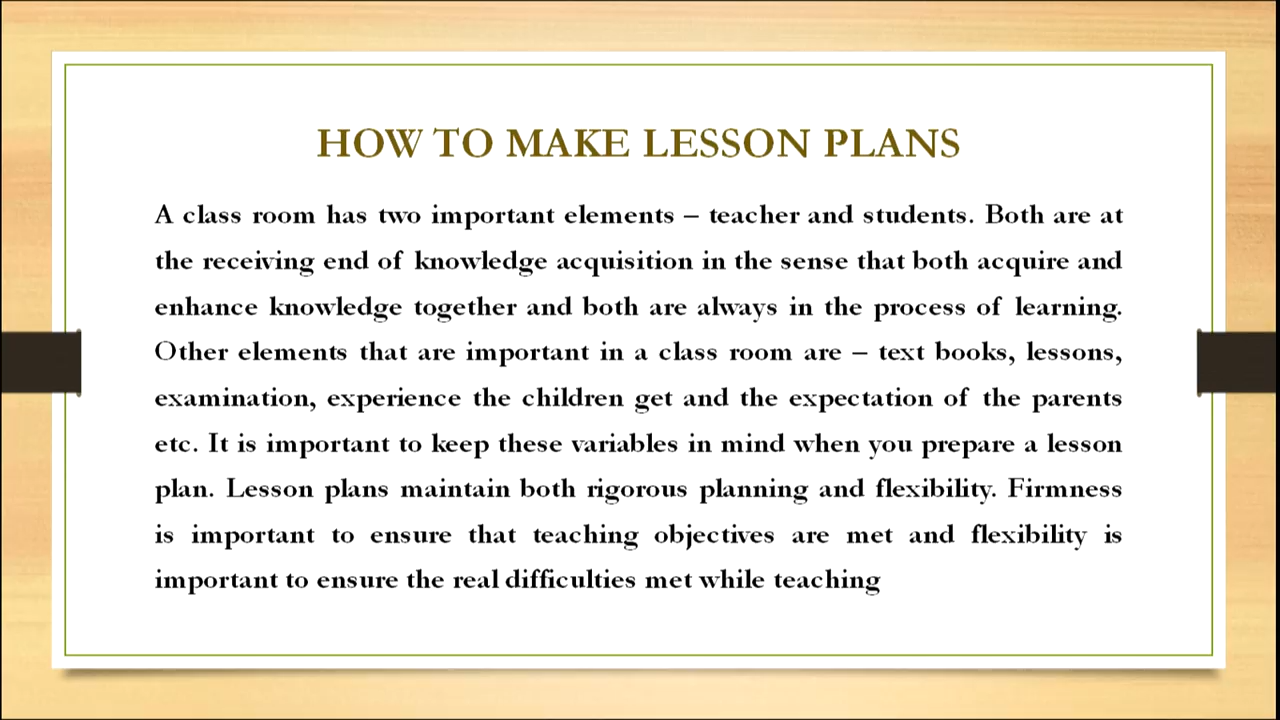 HOW TO MAKE LESSON PLANS
A class room has two important elements – teacher and students. Both are at
the receiving end of knowledge acquisition in the sense that both acquire and
enhance knowledge together and both are always in the process of learning.
Other elements that are important in a class room are – text books, lessons,
examination, experience the children get and the expectation of the parents
etc. It is important to keep these variables in mind when you prepare a lesson
plan. Lesson plans maintain both rigorous planning and flexibility. Firmness
is important to ensure that teaching objectives are met and flexibility is
important to ensure the real difficulties met while teaching